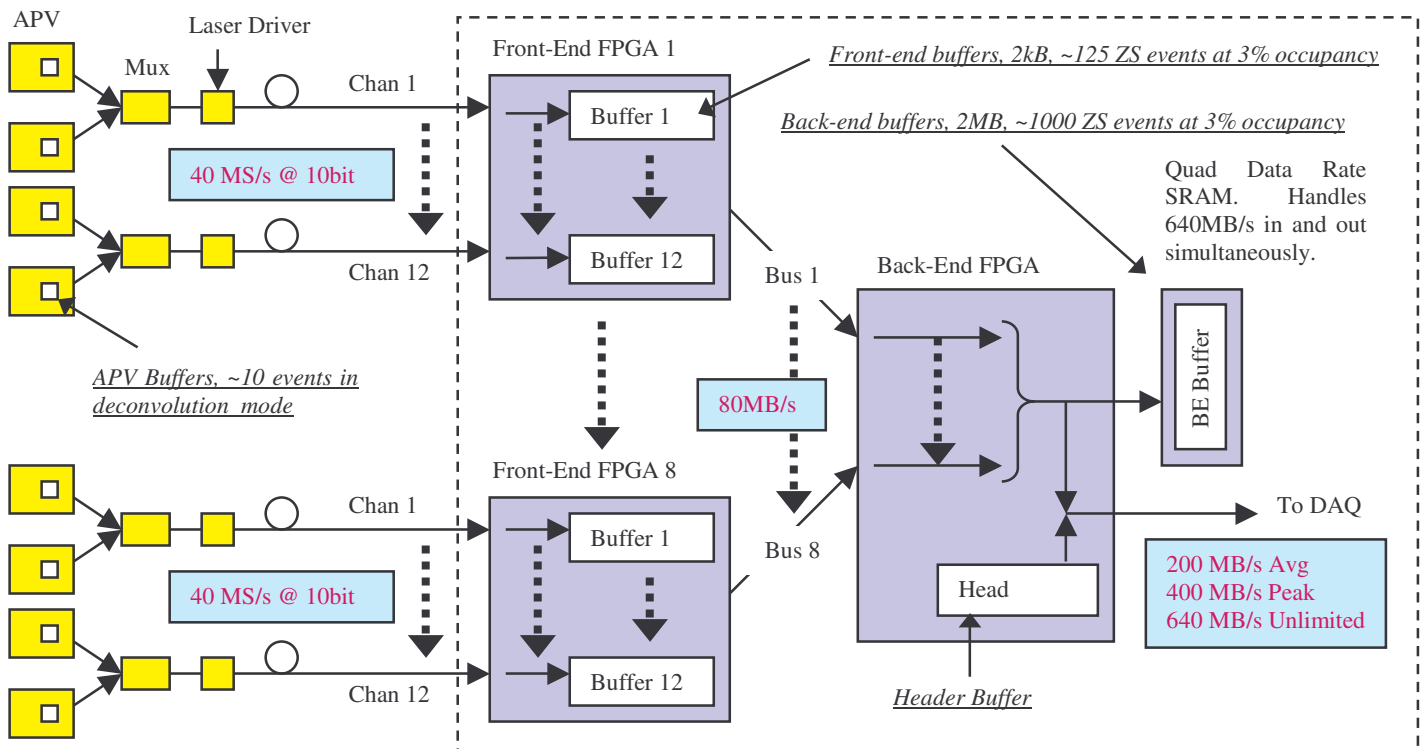 APV
Laser Driver
Mux
Chan 1
40 MS/s @ 10bit
Chan 12
APV Buffers, ~10 events in
deconvolution mode
Front-End FPGA 1
Buffer 1
Buffer 12
Front-end buffers, 2kB, ~125 ZS events at 3% occupancy
Back-end buffers, 2MB, ~1000 ZS events at 3% occupancy
Quad Data Rate
SRAM. Handles
640MB/s in and out
simultaneously.
Bus 1
80MB/s
Bus 8
Back-End FPGA
BE Buffer
Chan 1
40 MS/s @ 10bit
Chan 12
Front-End FPGA 8
Buffer 1
Buffer 12
Head
Header Buffer
To DAQ
200 MB/s Avg
400 MB/s Peak
640 MB/s Unlimited